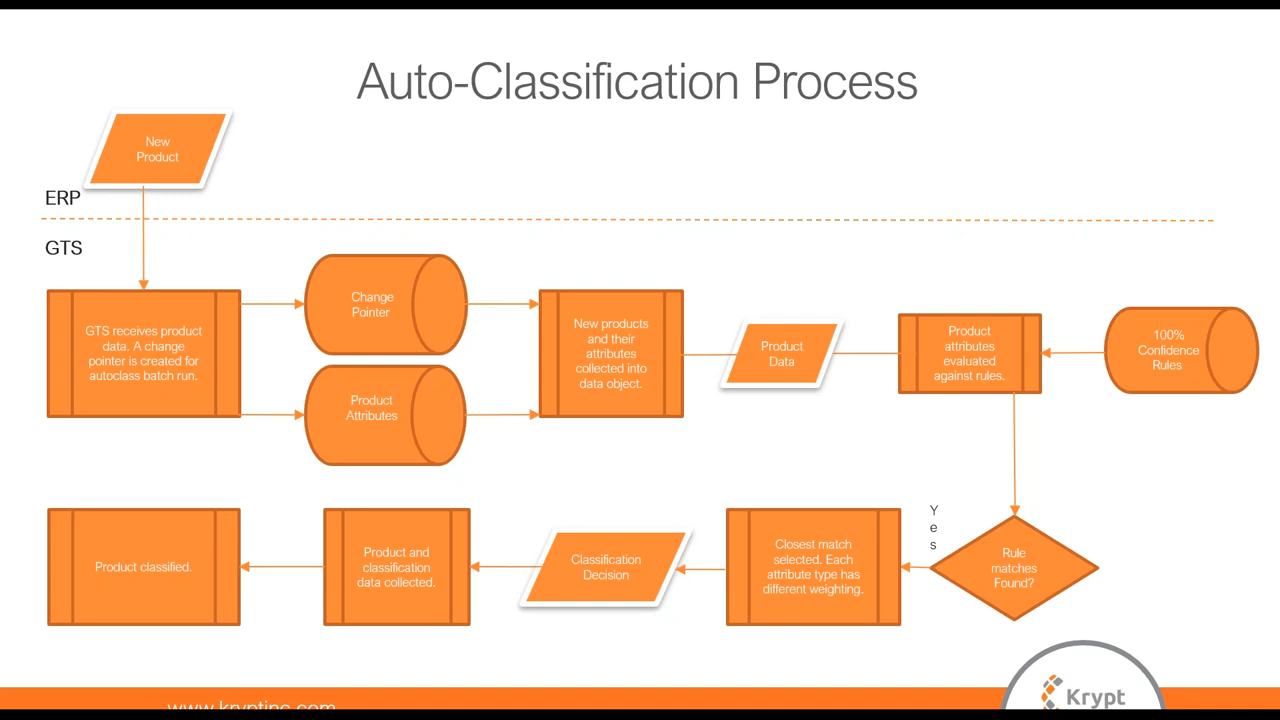 Auto-Classification Process
New
Product
ERP
GTS
GTS receives product
data. A change
pointer is created for
autoclass batch run.
Change
Pointer
Product
Attributes
New products
and their
attributes
collected into
data object.
Product
Data
Product
attributes
evaluated
against rules.
100%
Confidence
Rules
Rule
matches
Found?
Y
e
s
Closest match
selected. Each
attribute type has
different weighting.
Classification
Decision
Product and
classification
data collected.
Product classified.
www.kryptinc.com
Krypt